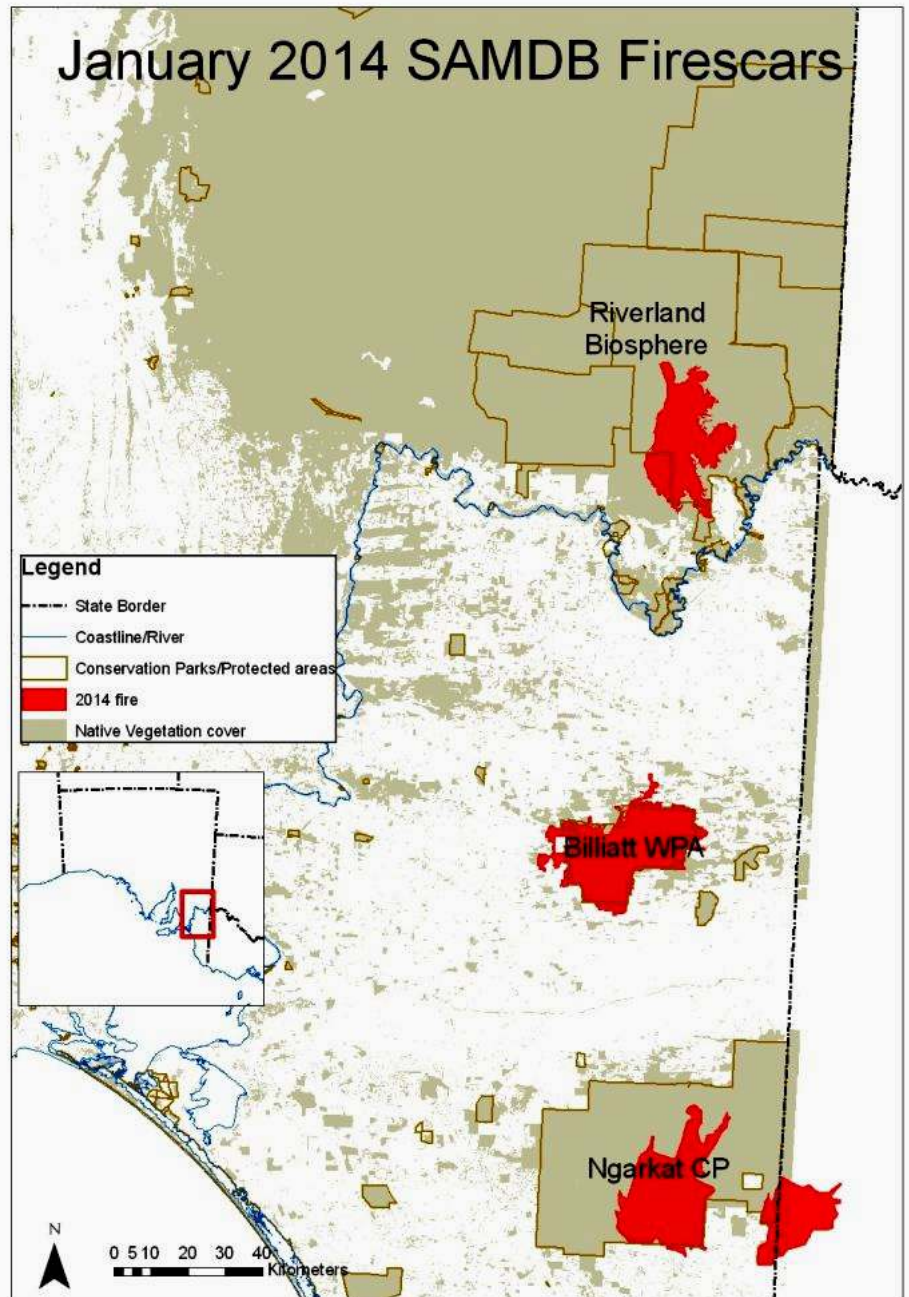 January 2014 SAMDB Firescars
Riverland
Biosphere
Legend
State Border
Coastline/River
Conservation Parks/Protected areas
2014 fire
Native Vegetation cover
Billiatt WPA
Ngarkat CP
N
0 5 10 20 30 40
Kilometers